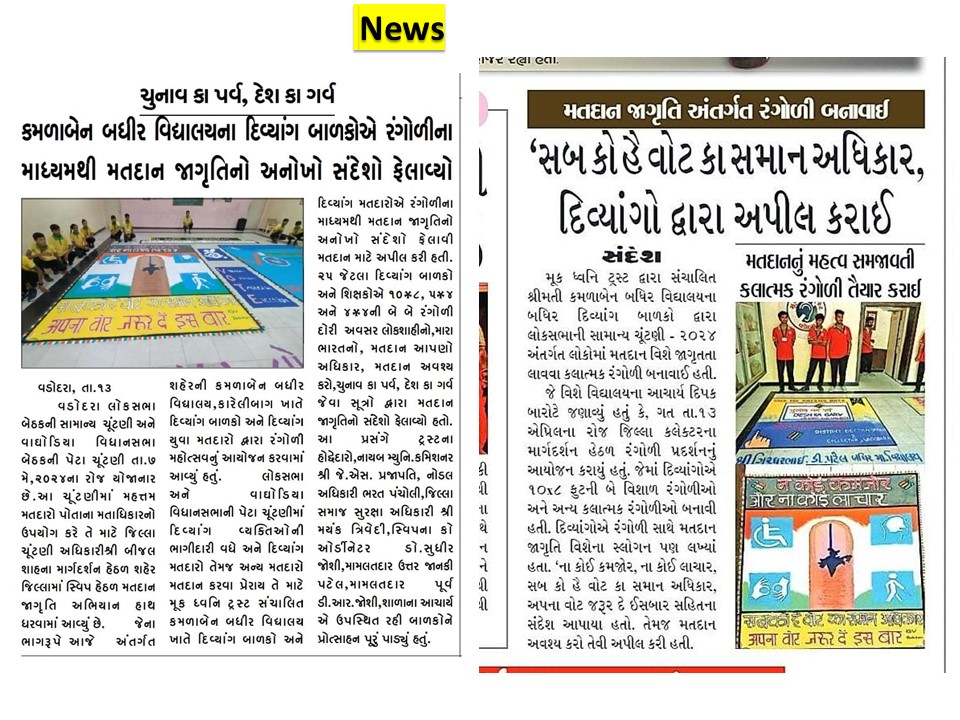 News
ચુનાવ કા પર્વ, દેશ કા ગર્વ
કમળાબેન બધીર વિદ્યાલયના દિવ્યાંગ બાળકોએ રંગોળીના
માધ્યમથી મતદાન જાગૃતિનો અનોખો સંદેશો ફેલાવ્યો
अपना वोट जरूर दें इस बार
વડોદરા, તા.૧૩
વડોદરા લોકસભા
બેઠકની સામાન્ય ચૂંટણી અને
વાઘોડિયા વિધાનસભા
બેઠકની પેટા ચૂંટણી તા.૭
મે,૨૦૨૪ના રોજ યોજાનાર
છે.આ ચૂંટણીમાં મહત્તમ
મતદારો પોતાના મતાધિકારનો
ઉપયોગ કરે તે માટે જિલ્લા
ચૂંટણી અધિકારીશ્રી બીજલ
શાહના માર્ગદર્શન હેઠળ શહેર
જિલ્લામાં સ્વિપ હેઠળ મતદાન
જાગૃતિ અભિયાન હાથ
ધરવામાં આવ્યું છે. જેના
ભાગરૂપે આજે અંતર્ગત
શહેરની કમળાબેન બધીર
વિદ્યાલય,કારેલીબાગ ખાતે
દિવ્યાંગ બાળકો અને દિવ્યાંગ
યુવા મતદારો દ્વારા રંગોળી
મહોત્સવનું આયોજન કરવામાં
આવ્યું હતું. લોકસભા
અને વાઘોડિયા
વિધાનસભાની પેટા ચૂંટણીમાં
દિવ્યાંગ વ્યક્તિઓની
ભાગીદારી વધે અને દિવ્યાંગ
મતદારો તેમજ અન્ય મતદારો
મતદાન કરવા પ્રેરાય તે માટે
મૂક ધ્વનિ ટ્રસ્ટ સંચાલિત
કમળાબેન બધીર વિદ્યાલય
ખાતે દિવ્યાંગ બાળકો અને
દિવ્યાંગ મતદારોએ રંગોળીના
માધ્યમથી મતદાન જાગૃતિનો
અનોખો સંદેશો ફેલાવી
મતદાન માટે અપીલ કરી હતી.
૨૫ જેટલા દિવ્યાંગ બાળકો
અને શિક્ષકોએ ૧૦*૮, ૫*૪
અને ૪*૪ની બે બે રંગોળી
દોરી અવસર લોકશાહીનો,મારા
ભારતનો, મતદાન આપણો
અધિકાર, મતદાન અવશ્ય
કરો,ચુનાવ કા પર્વ, દેશ કા ગર્વ
જેવા સૂત્રો દ્વારા મતદાન
જાગૃતિનો સંદેશો ફેલાવ્યો હતો.
આ પ્રસંગે ટ્રસ્ટના
હોદ્દેદારો,નાયબ મ્યુનિ.કમિશનર
શ્રી જે.એસ. પ્રજાપતિ, નોડલ
અધિકારી ભરત પંચોલી,જિલ્લા
સમાજ સુરક્ષા અધિકારી શ્રી
મયંક ત્રિવેદી,સ્વિપના કો
ઓર્ડીનેટર ડો.સુધીર
જોશી,મામલતદાર ઉત્તર જાનકી
પટેલ,મામલતદાર પૂર્વ
ડી.આર.જોશી,શાળાના આચાર્ય
એ ઉપસ્થિત રહી બાળકોને
પ્રોત્સાહન પૂરું પાડ્યું હતું.
મતદાન જાગૃતિ અંતર્ગત રંગોળી બનાવાઈ
'સબ કો હૈ વોટ કા સમાન અધિકાર,
દિવ્યાંગો દ્વારા અપીલ કરાઈ
સંદેશ
મૂક ધ્વનિ ટ્રસ્ટ દ્વારા સંચાલિત
શ્રીમતી કમળાબેન બધિર વિદ્યાલયના
બધિર દિવ્યાંગ બાળકો દ્વારા
લોકસભાની સામાન્ય ચૂંટણી - ૨૦૨૪
અંતર્ગત લોકોમાં મતદાન વિશે જાગૃતતા
લાવવા કલાત્મક રંગોળી બનાવાઈ હતી.
જે વિશે વિદ્યાલયના આચાર્ય દિપક
બારોટે જણાવ્યું હતું કે, ગત તા.૧૩
એપ્રિલના રોજ જિલ્લા કલેક્ટરના
માર્ગદર્શન હેઠળ રંગોળી પ્રદર્શનનું
આયોજન કરાયું હતું. જેમાં દિવ્યાંગોએ
૧૦x૮ ફુટની બે વિશાળ રંગોળીઓ
અને અન્ય કલાત્મક રંગોળીઓ બનાવી
હતી. દિવ્યાંગોએ રંગોળી સાથે મતદાન
જાગૃતિ વિશેના સ્લોગન પણ લખ્યાં
હતા. 'ના કોઈ કમજોર, ના કોઈ લાચાર,
સબ કો હૈ વોટ કા સમાન અધિકાર,
અપના વોટ જરૂર દે ઈસબાર સહિતના
સંદેશ આપાયા હતો. તેમજ મતદાન
અવશ્ય કરો તેવી અપીલ કરી હતી.
મતદાનનું મહત્વ સમજાવતી
કલાત્મક રંગોળી તૈયાર કરાઈ
DESH KA GARV
ना कोई कमजोर
और ना कोई लाचार
सबको है वोट का समान अधिकार
अपना वोट जरूर दें इस बार